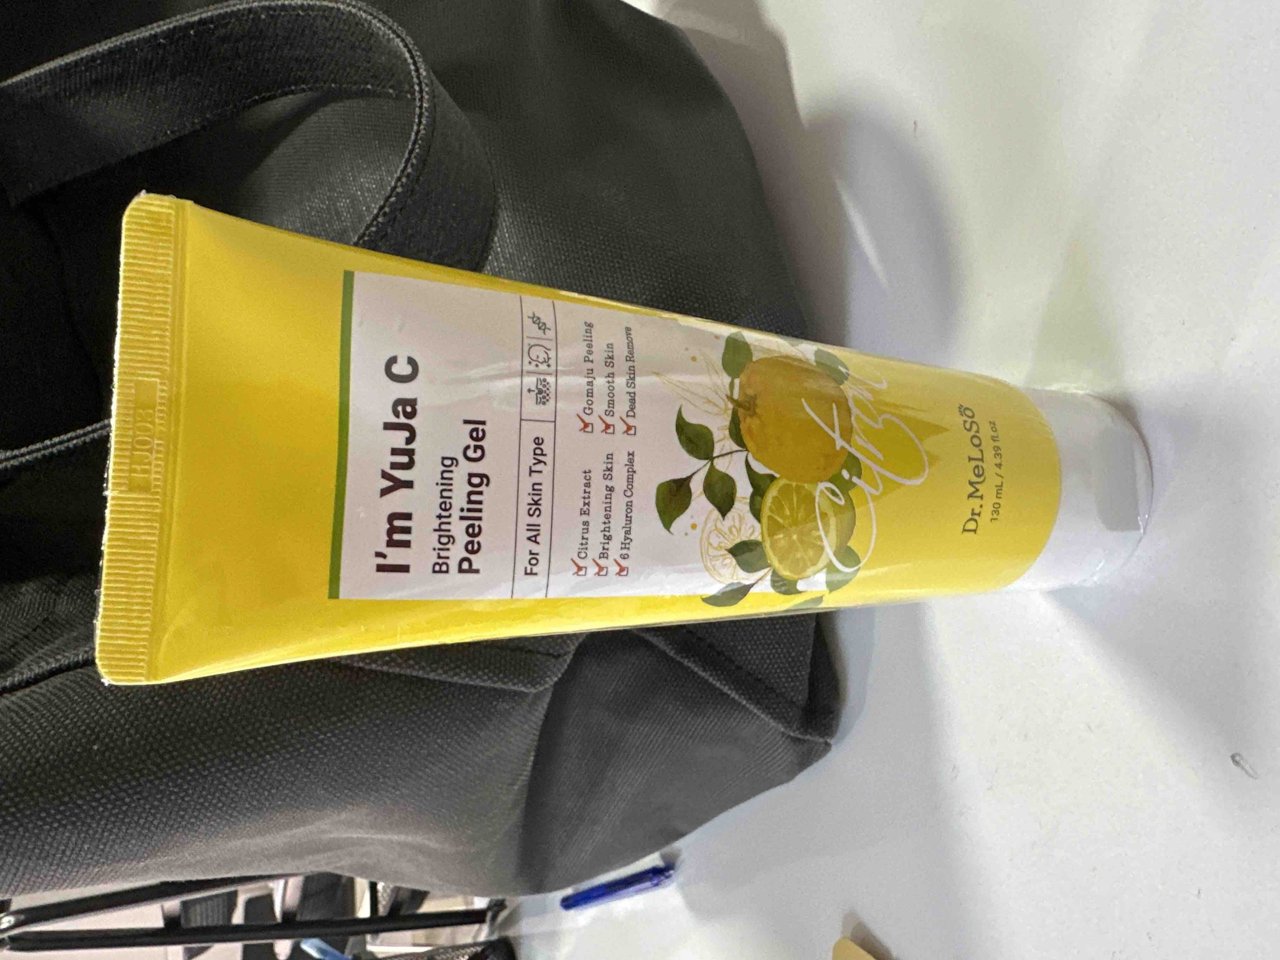 I'm YuJa C
Brightening
Peeling Gel
For All Skin Type
Citrus Extract
Gomaju Peeling
Brightening Skin
Smooth Skin
6 Hyaluron Complex
Dead Skin Remove
Citron
Dr.MeLoSo
130 mL / 4.39 fl.oz